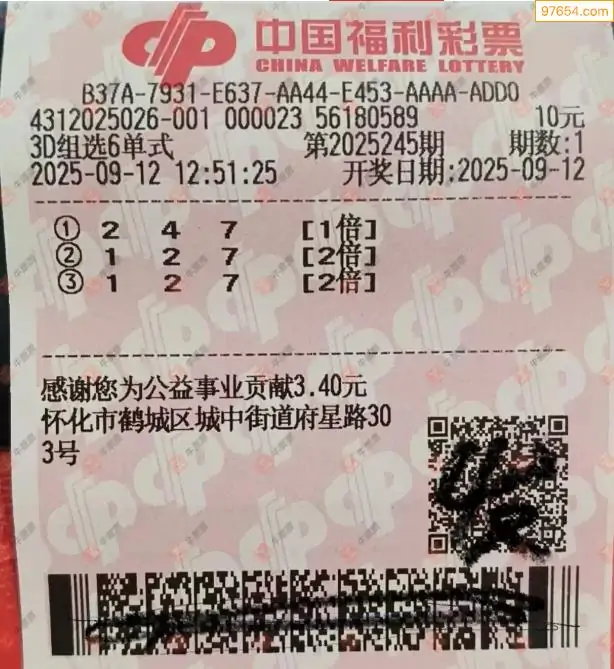 97654.com
中国福利彩票
CHINA WELFARE LOTTERY
B37A-7931-E637-AA44-E453-AAAA-ADD0
4312025026-001 000023 56180589 10元
3D组选6单式 第2025245期 期数:1
2025-09-12 12:51:25 开奖日期:2025-09-12
① 2 4 7 [1倍]
② 1 2 7 [2倍]
③ 1 2 7 [2倍]
感谢您为公益事业贡献3.40元
怀化市鹤城区城中街道府星路30
3号